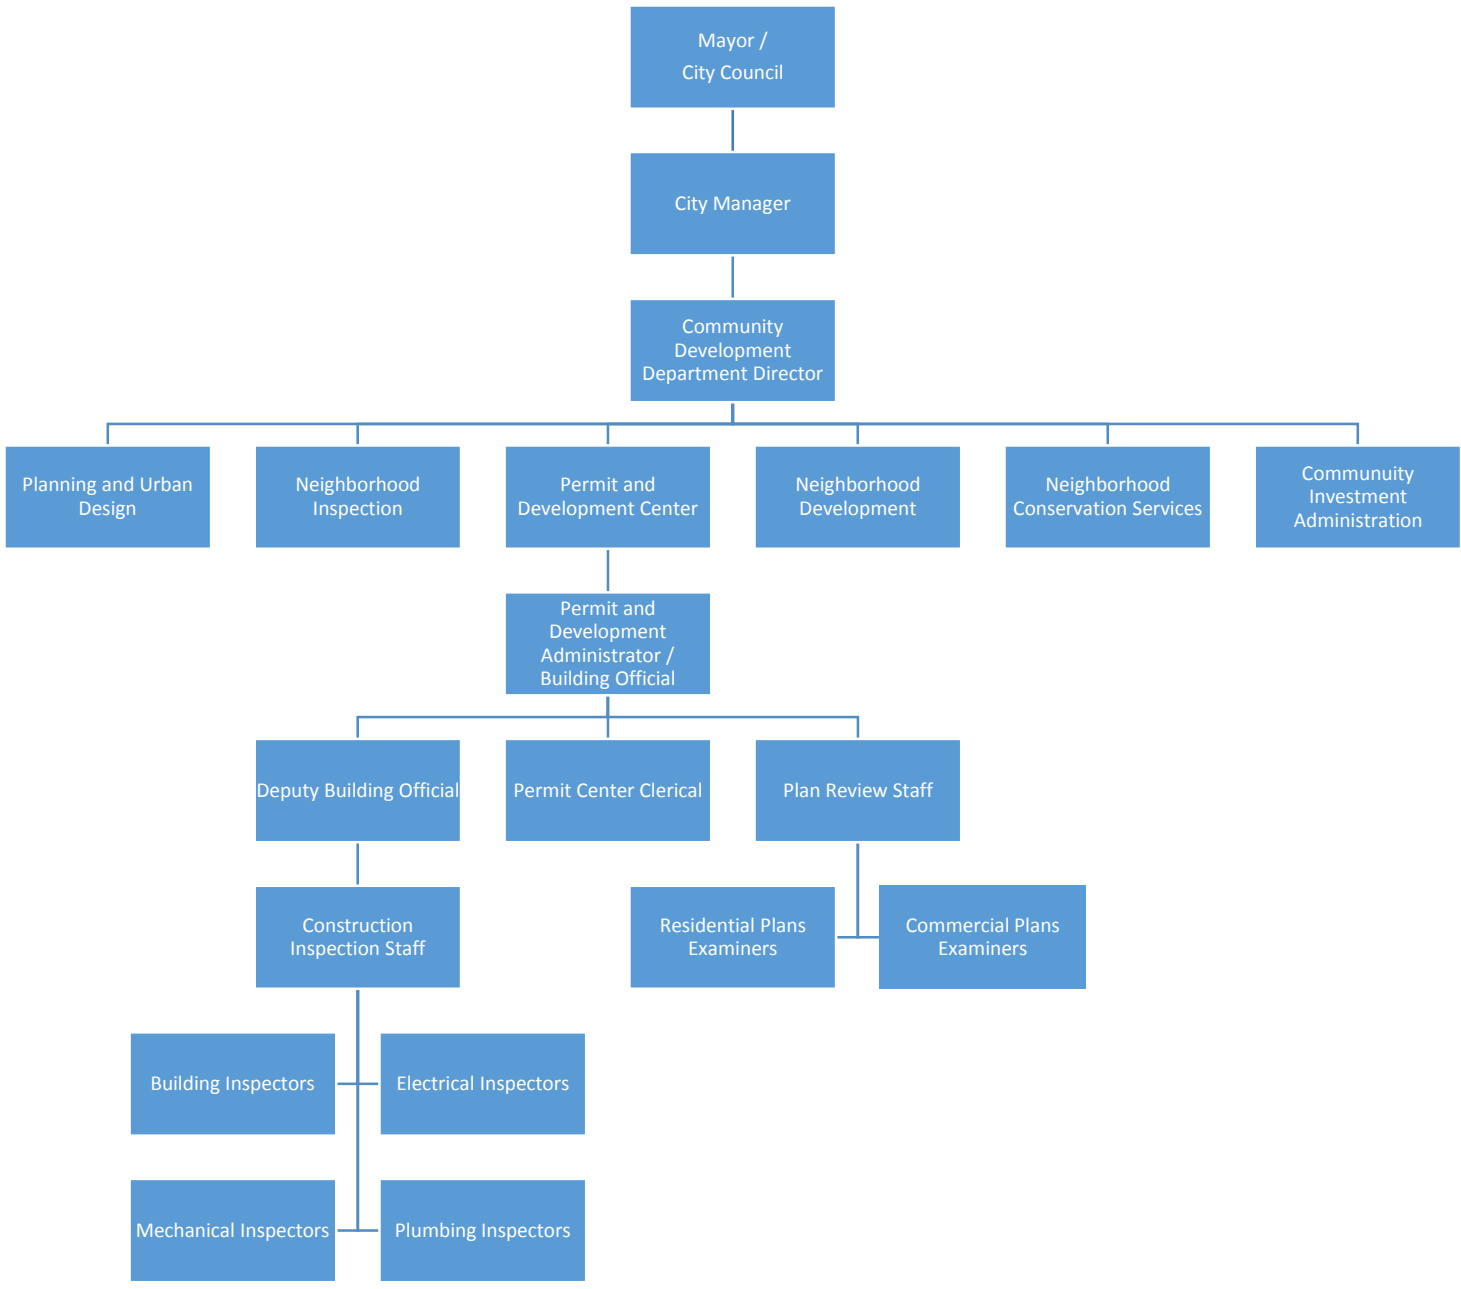 Mayor /
City Council
City Manager
Community
Development
Department Director
Planning and Urban
Design
Neighborhood
Inspection
Permit and
Development Center
Neighborhood
Development
Neighborhood
Conservation Services
Communuity
Investment
Administration
Permit and
Development
Administrator /
Building Official
Deputy Building Official
Permit Center Clerical
Plan Review Staff
Construction
Inspection Staff
Residential Plans
Examiners
Commercial Plans
Examiners
Building Inspectors
Electrical Inspectors
Mechanical Inspectors
Plumbing Inspectors